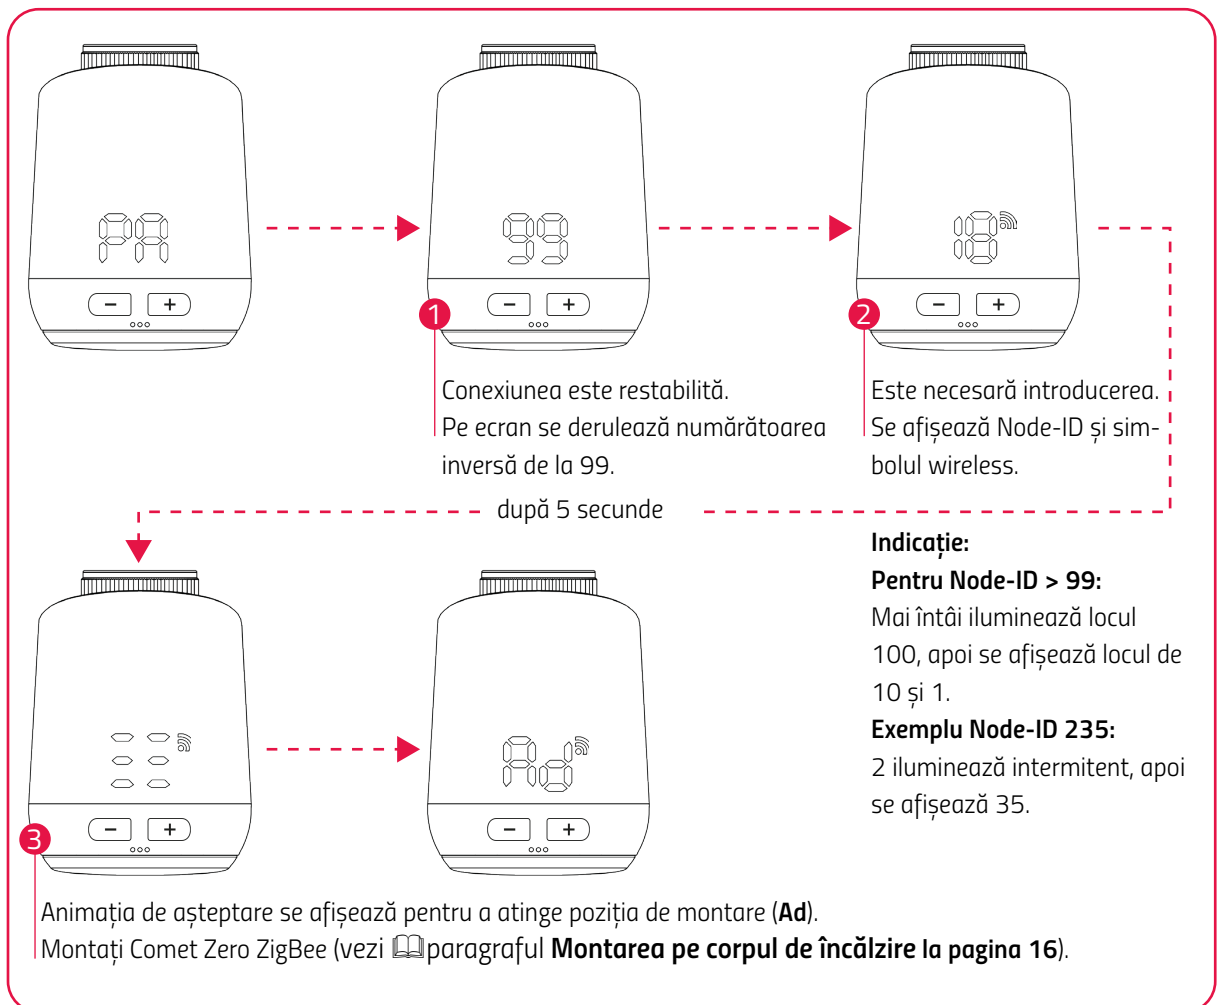 PA
99
18
1
2
Conexiunea este restabilită.
Pe ecran se derulează numărătoarea
inversă de la 99.
Este necesară introducerea.
Se afișează Node-ID și sim-
bolul wireless.
după 5 secunde
Indicație:
Pentru Node-ID > 99:
Mai întâi iluminează locul
100, apoi se afișează locul de
10 și 1.
Exemplu Node-ID 235:
2 iluminează intermitent, apoi
se afișează 35.
Ad
3
Animația de așteptare se afișează pentru a atinge poziția de montare (Ad).
Montați Comet Zero ZigBee (vezi paragraful Montarea pe corpul de încălzire la pagina 16).